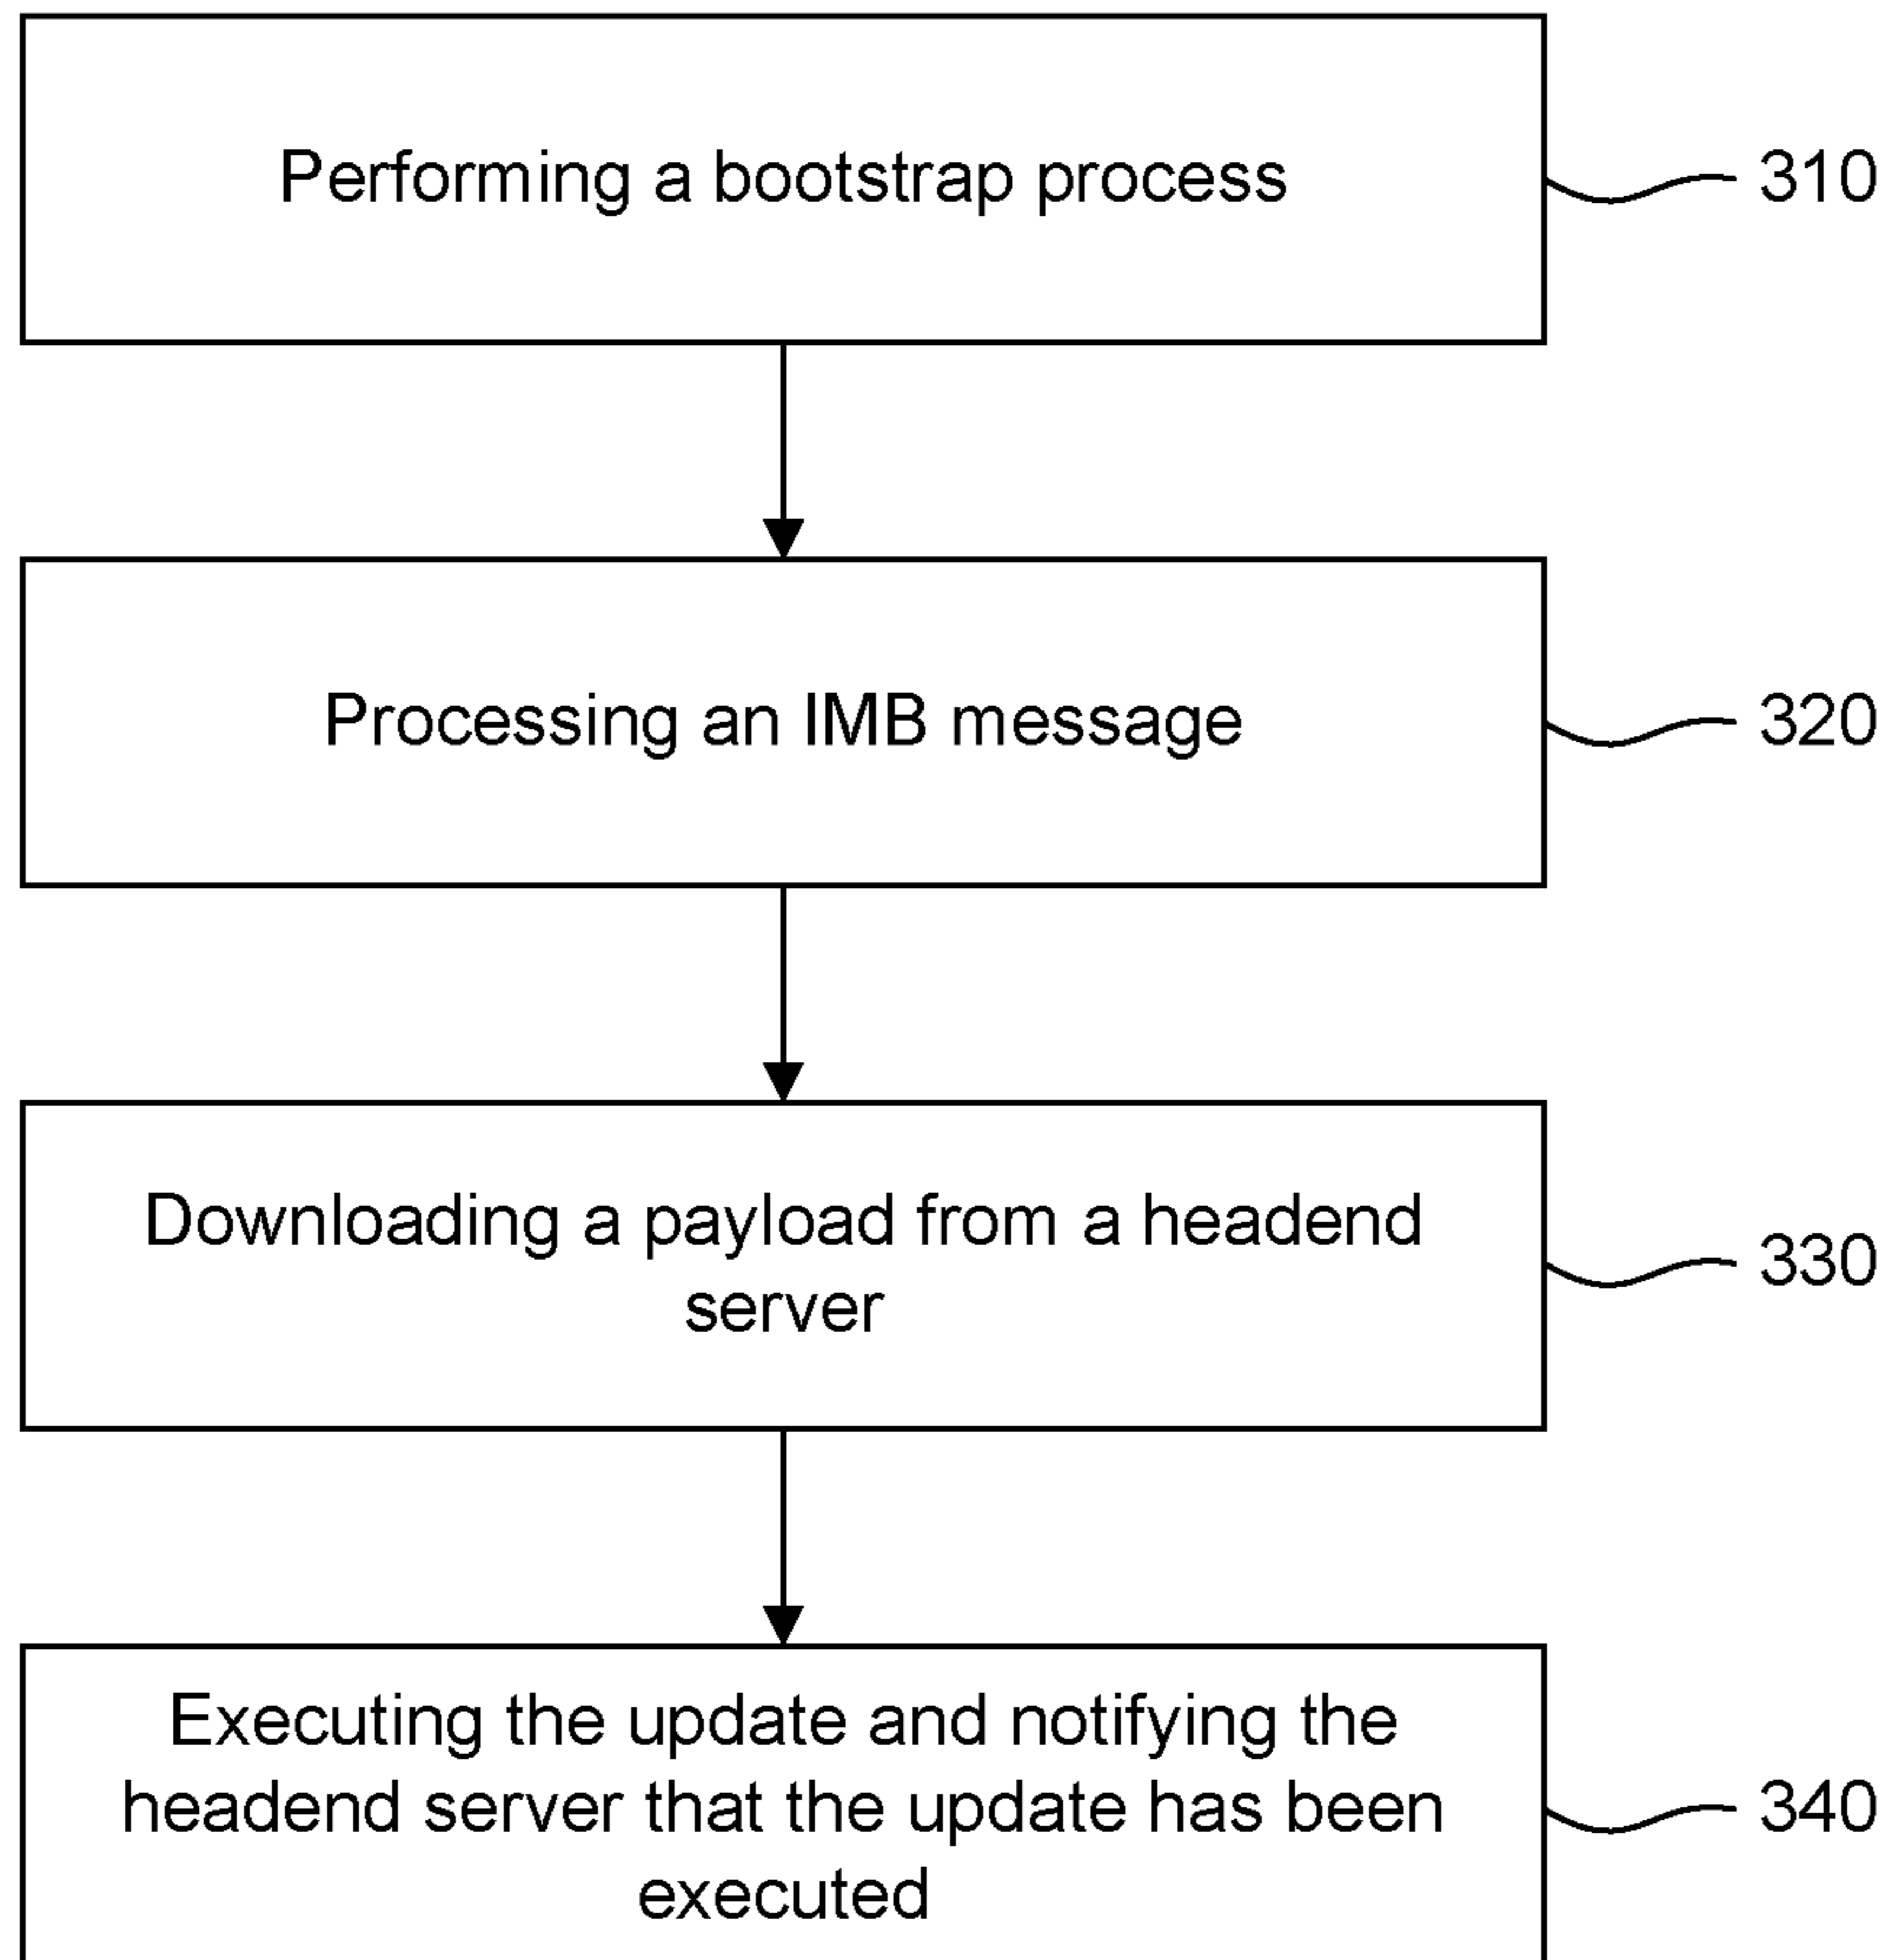 Performing a bootstrap process
310
Processing an IMB message
320
Downloading a payload from a headend
server
330
Executing the update and notifying the
headend server that the update has been
executed
340